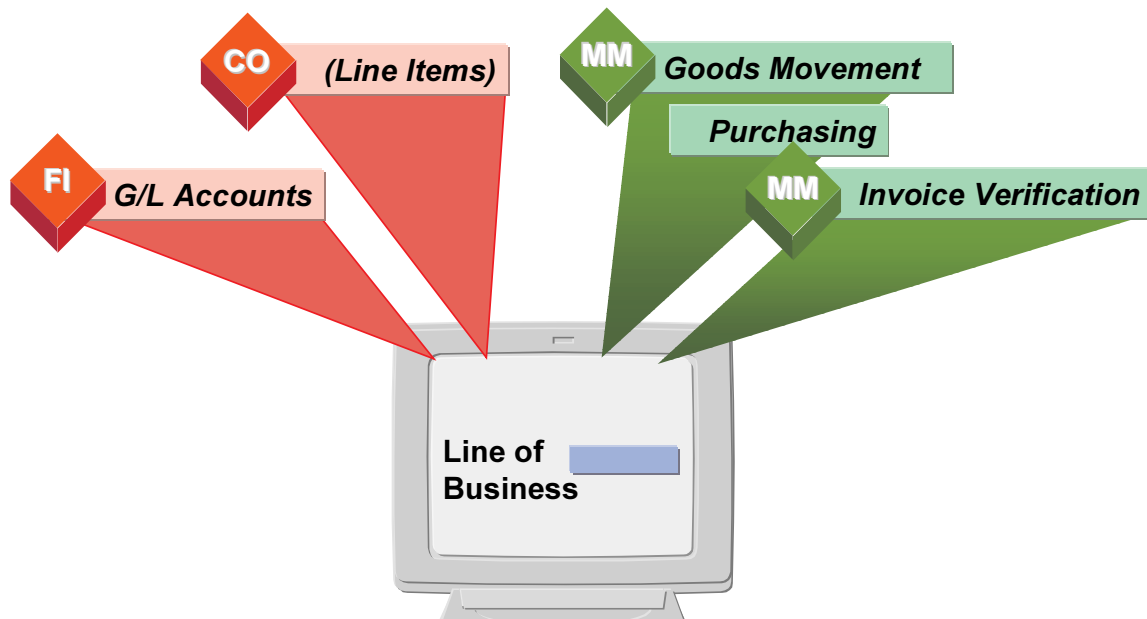 CO
(Line Items)
MM
Goods Movement
Purchasing
FI
G/L Accounts
MM
Invoice Verification
Line of
Business